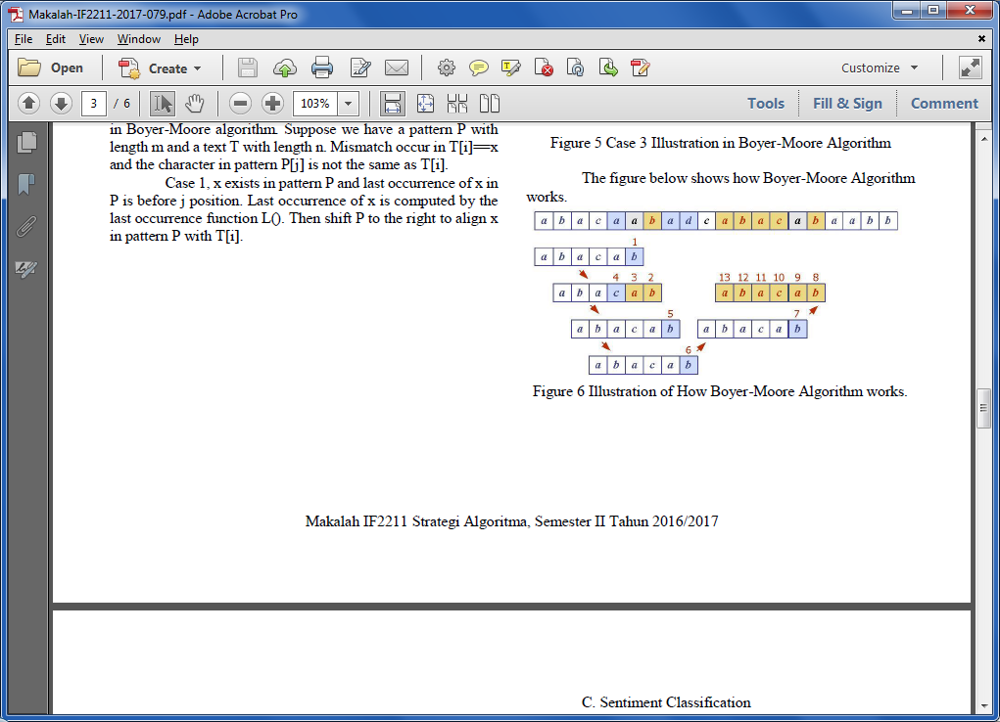 Makalah-IF2211-2017-079.pdf - Adobe Acrobat Pro
File Edit View Window Help
Open Create Customize
3 / 6 103% Tools Fill & Sign Comment
in Boyer-Moore algorithm. Suppose we have a pattern P with
length m and a text T with length n. Mismatch occur in T[i]==x
and the character in pattern P[j] is not the same as T[i].
Case 1, x exists in pattern P and last occurrence of x in
P is before j position. Last occurrence of x is computed by the
last occurrence function L(). Then shift P to the right to align x
in pattern P with T[i].
Figure 5 Case 3 Illustration in Boyer-Moore Algorithm
The figure below shows how Boyer-Moore Algorithm
works.
a b a c a a b a d c a b a c a b a a b b
1
a b a c a b
4 3 2 13 12 11 10 9 8
a b a c a b a b a c a b
5 7
a b a c a b a b a c a b
6
a b a c a b
Figure 6 Illustration of How Boyer-Moore Algorithm works.
Makalah IF2211 Strategi Algoritma, Semester II Tahun 2016/2017
C. Sentiment Classification